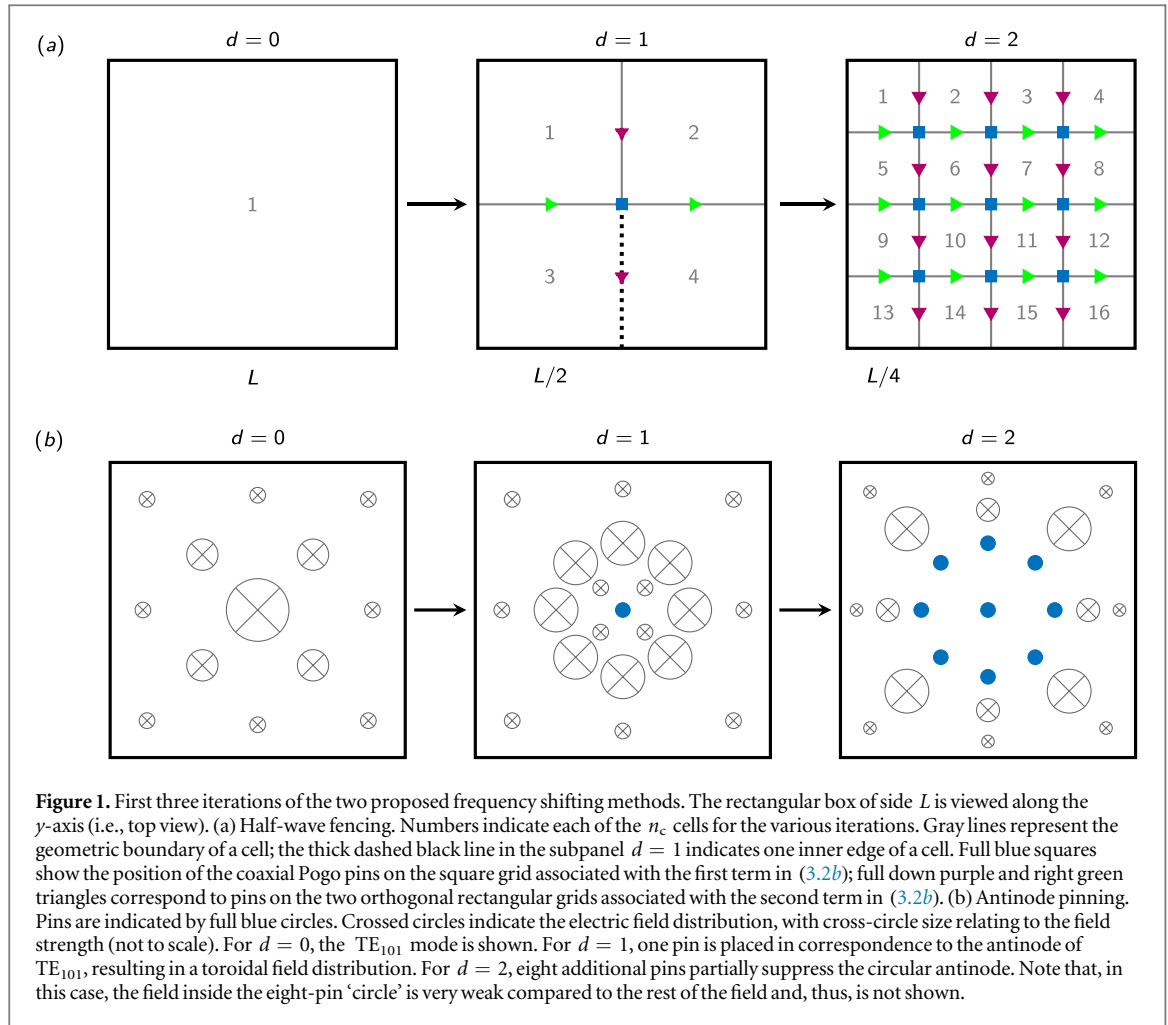 (a)
d = 0
d = 1
d = 2
1
1 2
3 4
1 2 3 4
5 6 7 8
9 10 11 12
13 14 15 16
L
L/2
L/4
(b)
d = 0
d = 1
d = 2
Figure 1. First three iterations of the two proposed frequency shifting methods. The rectangular box of side L is viewed along the
y-axis (i.e., top view). (a) Half-wave fencing. Numbers indicate each of the n_c cells for the various iterations. Gray lines represent the
geometric boundary of a cell; the thick dashed black line in the subpanel d = 1 indicates one inner edge of a cell. Full blue squares
show the position of the coaxial Pogo pins on the square grid associated with the first term in (3.2b); full down purple and right green
triangles correspond to pins on the two orthogonal rectangular grids associated with the second term in (3.2b). (b) Antinode pinning.
Pins are indicated by full blue circles. Crossed circles indicate the electric field distribution, with cross-circle size relating to the field
strength (not to scale). For d = 0, the TE₁₀₁ mode is shown. For d = 1, one pin is placed in correspondence to the antinode of
TE₁₀₁, resulting in a toroidal field distribution. For d = 2, eight additional pins partially suppress the circular antinode. Note that, in
this case, the field inside the eight-pin ‘circle’ is very weak compared to the rest of the field and, thus, is not shown.